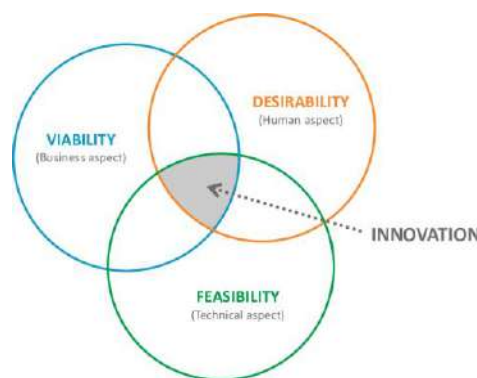 DESIRABILITY
(Human aspect)
VIABILITY
(Business aspect)
INNOVATION
FEASIBILITY
(Technical aspect)